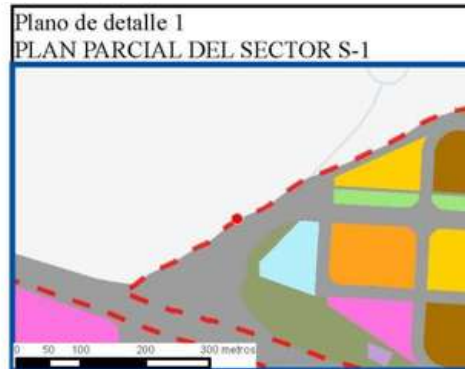 Plano de detalle 1
PLAN PARCIAL DEL SECTOR S-1
0 50 100 200 300 metros